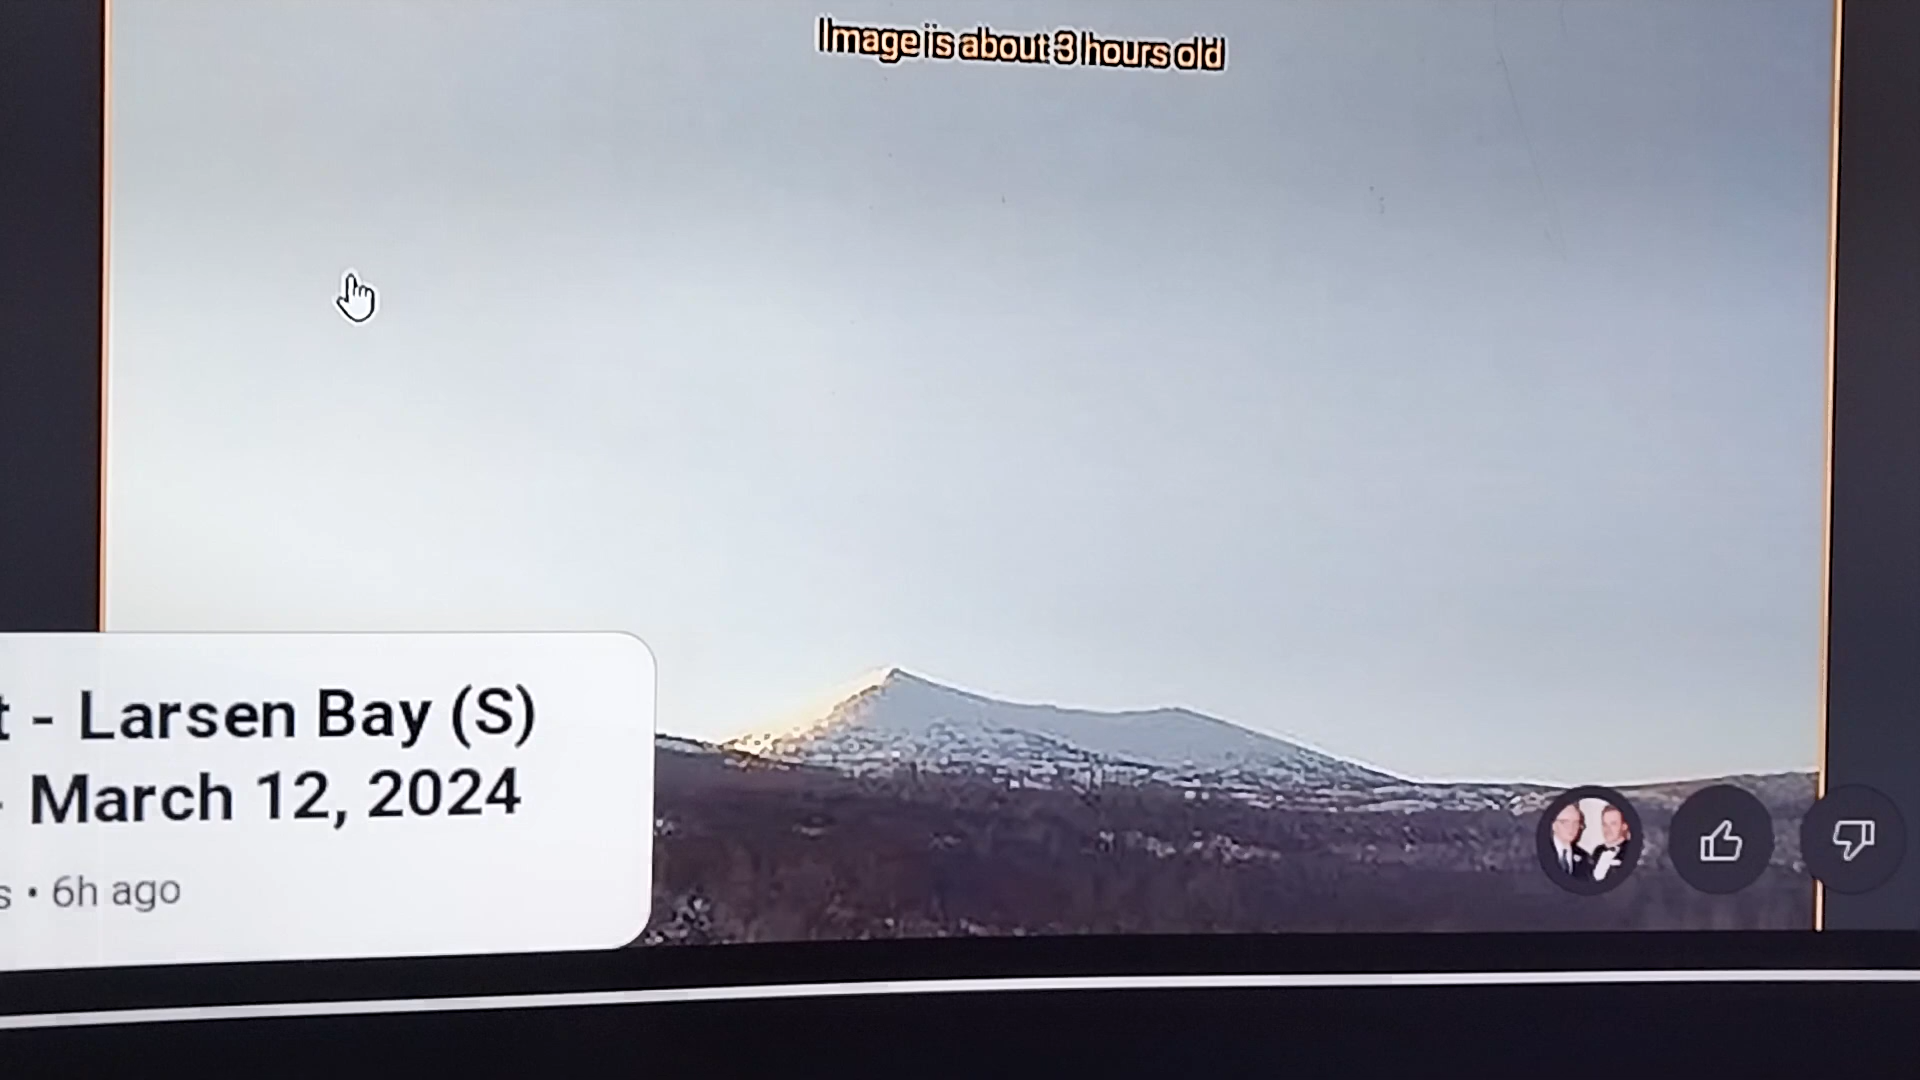 Image is about 3 hours old
t - Larsen Bay (S)
- March 12, 2024
s • 6h ago